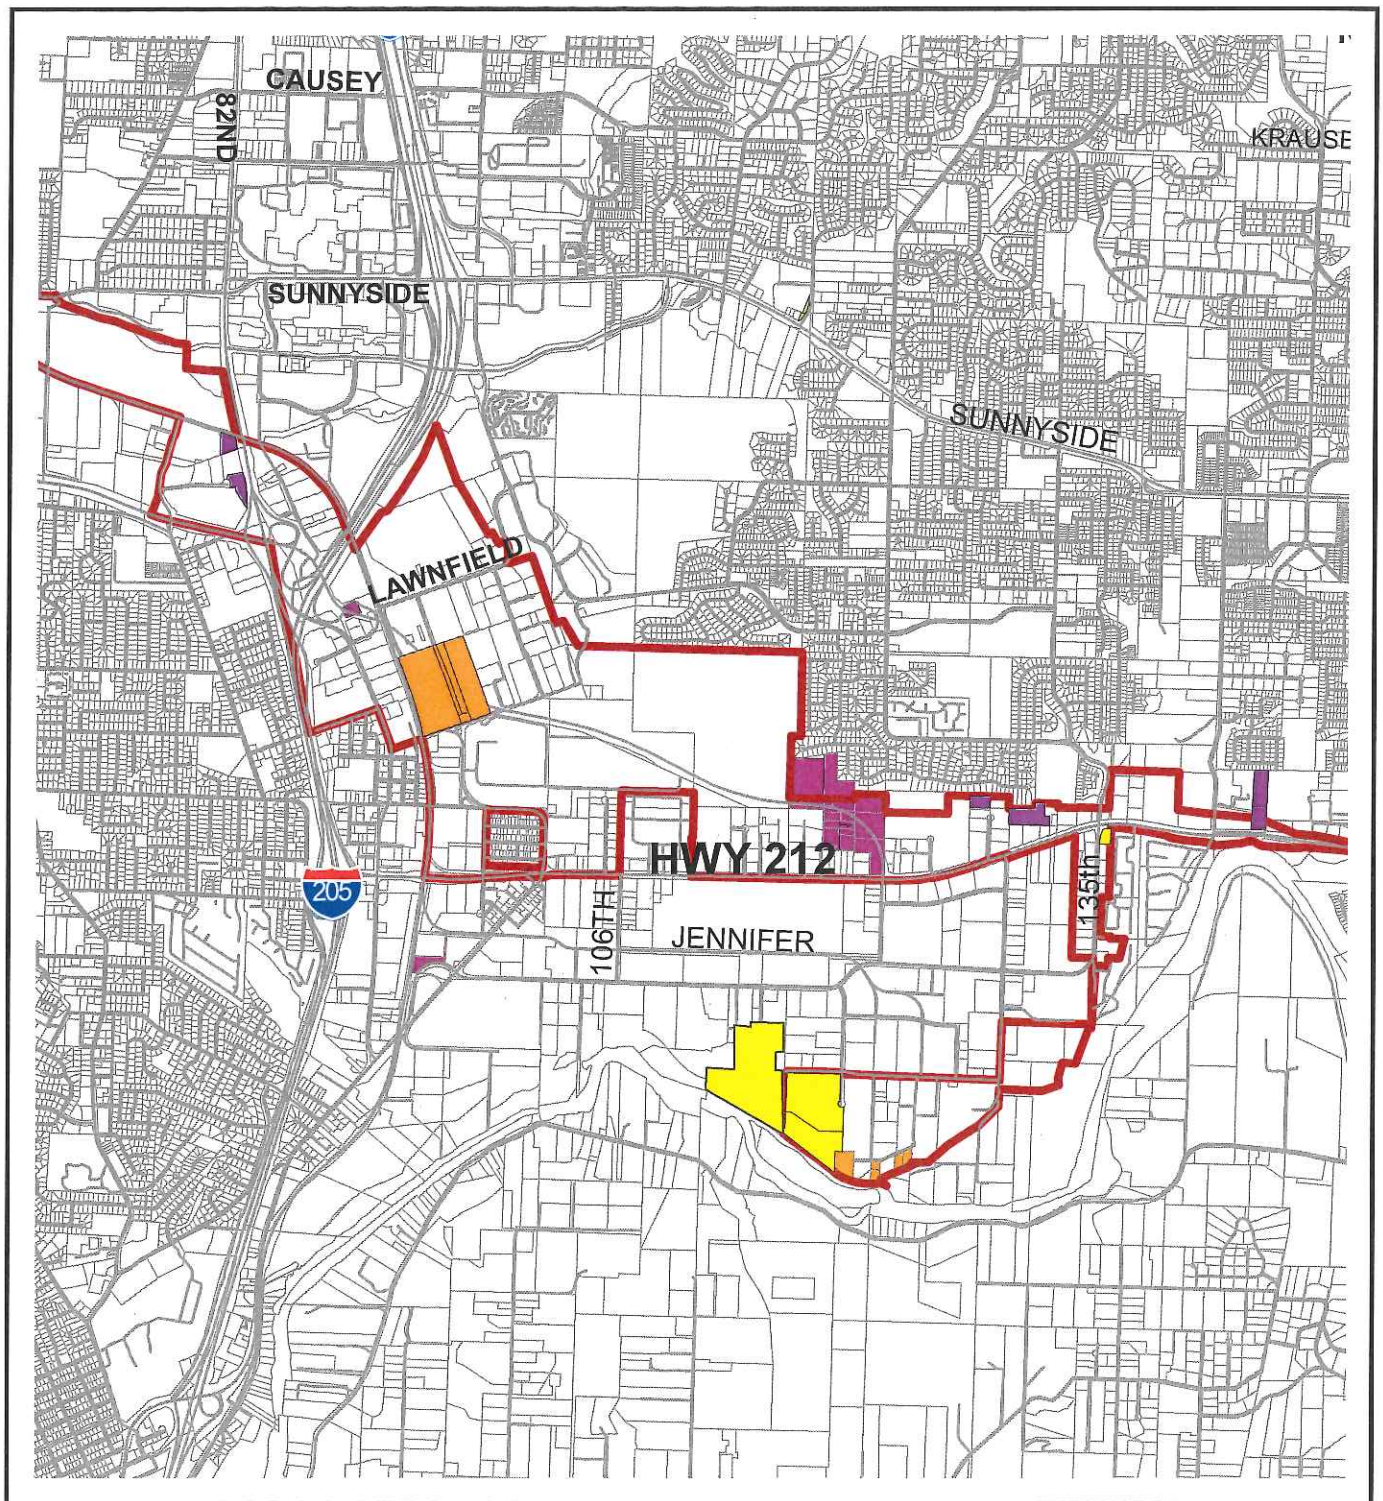 CAUSEY
82ND
KRAUSE
SUNNYSIDE
SUNNYSIDE
LAWNFIELD
HWY 212
205
135th
106TH
JENNIFER